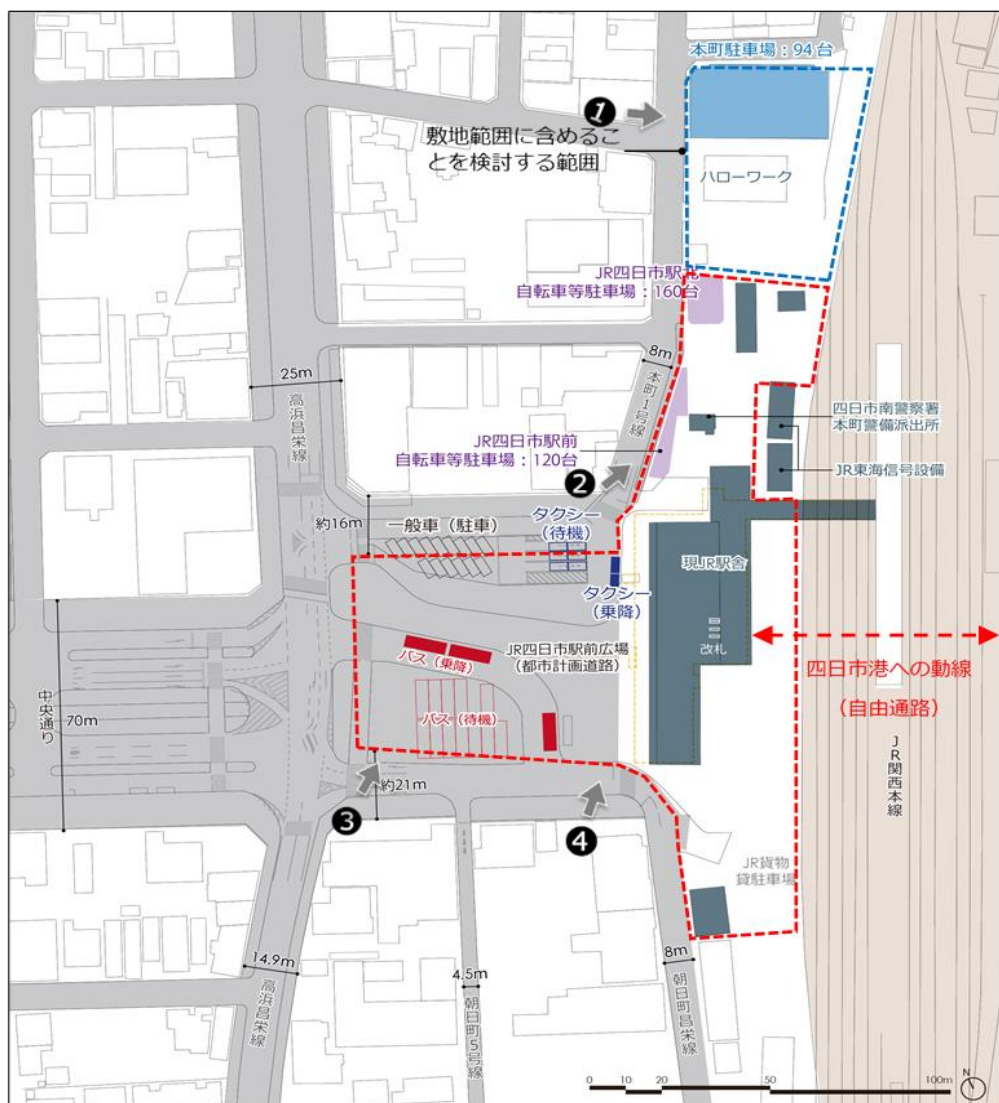 本町駐車場：94台
❶
敷地範囲に含めるこ
とを検討する範囲
ハローワーク
JR四日市駅北
自転車等駐車場：160台
8m
25m
高浜昌栄線
本町1号線
四日市南警察署
本町警備派出所
JR四日市駅前
自転車等駐車場：120台
JR東海信号設備
❷
約16m
一般車（駐車）
タクシー
（待機）
現JR駅舎
タクシー
（乗降）
改札
バス（乗降）
JR四日市駅前広場
（都市計画道路）
四日市港への動線
（自由通路）
バス（待機）
中央通り
70m
JR関西本線
約21m
❸
❹
JR貨物
貸駐車場
14.9m
高浜昌栄線
4.5m
朝日町5号線
8m
朝日町昌栄線
0 10 20 50 100m
N